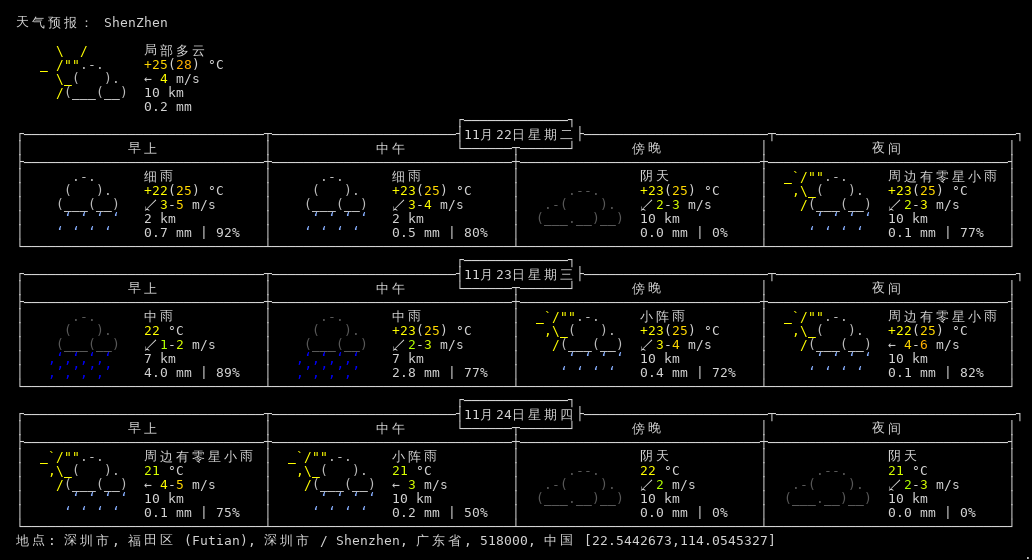 天气预报： ShenZhen
局部多云
+25(28) °C
← 4 m/s
10 km
0.2 mm
11月22日星期二
早上 中午 傍晚 夜间
细雨 细雨 阴天 周边有零星小雨
+22(25) °C +23(25) °C +23(25) °C +23(25) °C
↙ 3-5 m/s ↙ 3-4 m/s ↙ 2-3 m/s ↙ 2-3 m/s
2 km 2 km 10 km 10 km
0.7 mm | 92% 0.5 mm | 80% 0.0 mm | 0% 0.1 mm | 77%
11月23日星期三
早上 中午 傍晚 夜间
中雨 中雨 小阵雨 周边有零星小雨
22 °C +23(25) °C +23(25) °C +22(25) °C
↙ 1-2 m/s ↙ 2-3 m/s ↙ 3-4 m/s ← 4-6 m/s
7 km 7 km 10 km 10 km
4.0 mm | 89% 2.8 mm | 77% 0.4 mm | 72% 0.1 mm | 82%
11月24日星期四
早上 中午 傍晚 夜间
周边有零星小雨 小阵雨 阴天 阴天
21 °C 21 °C 22 °C 21 °C
← 4-5 m/s ← 3 m/s ↙ 2 m/s ↙ 2-3 m/s
10 km 10 km 10 km 10 km
0.1 mm | 75% 0.2 mm | 50% 0.0 mm | 0% 0.0 mm | 0%
地点: 深圳市, 福田区 (Futian), 深圳市 / Shenzhen, 广东省, 518000, 中国 [22.5442673,114.0545327]